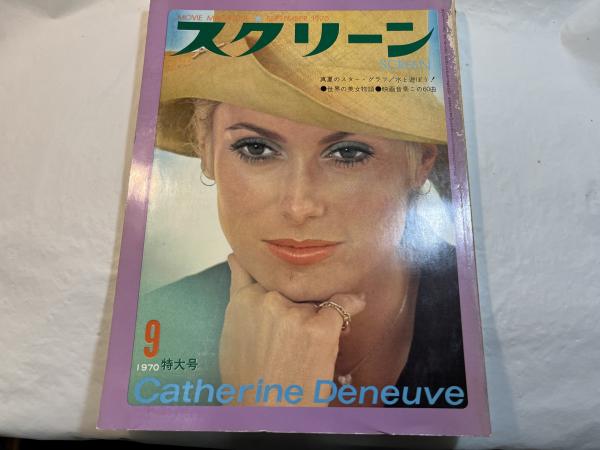 MOVIE MAGAZINE SEPTEMBER 1970
スクリーン
SCREEN
真夏のスター・グラフ/水と遊ぼう!
●世界の美女物語●映画音楽この60曲
9
1970 特大号
Catherine Deneuve